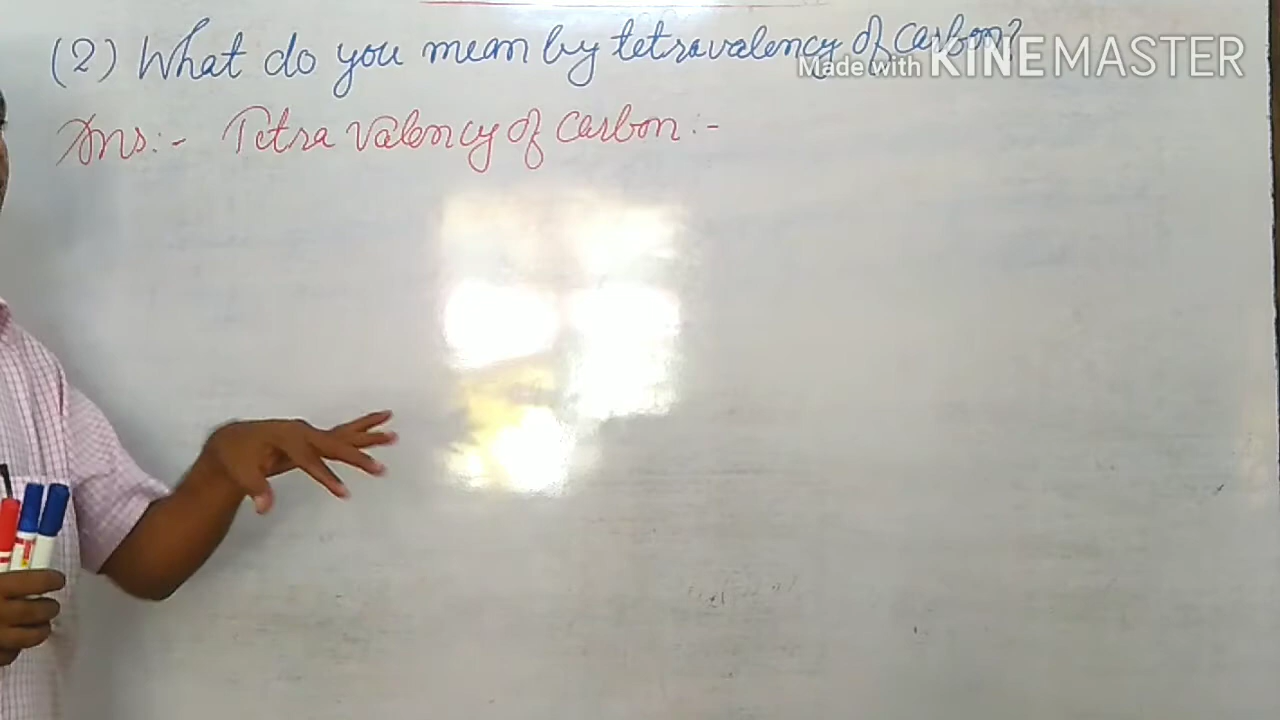 (2) What do you mean by tetravalency of carbon?
Made with KINEMASTER
Ans:- Tetra valency of carbon:-